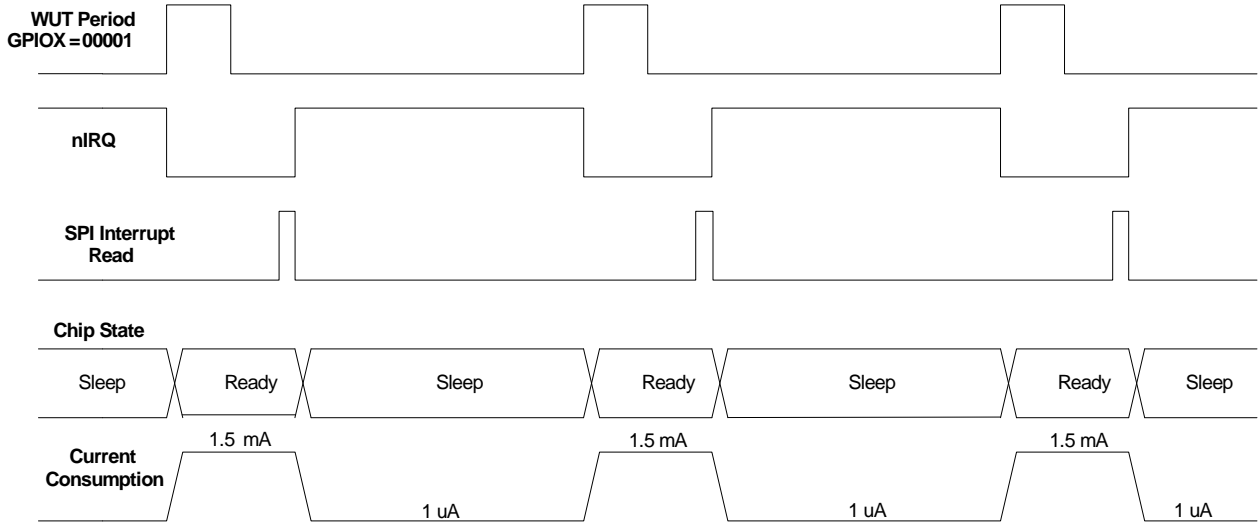 WUT Period
GPIOX = 00001
nIRQ
SPI Interrupt
Read
Chip State
Sleep Ready Sleep Ready Sleep Ready Sleep
1.5 mA 1.5 mA 1.5 mA
Current
Consumption
1 uA 1 uA 1 uA